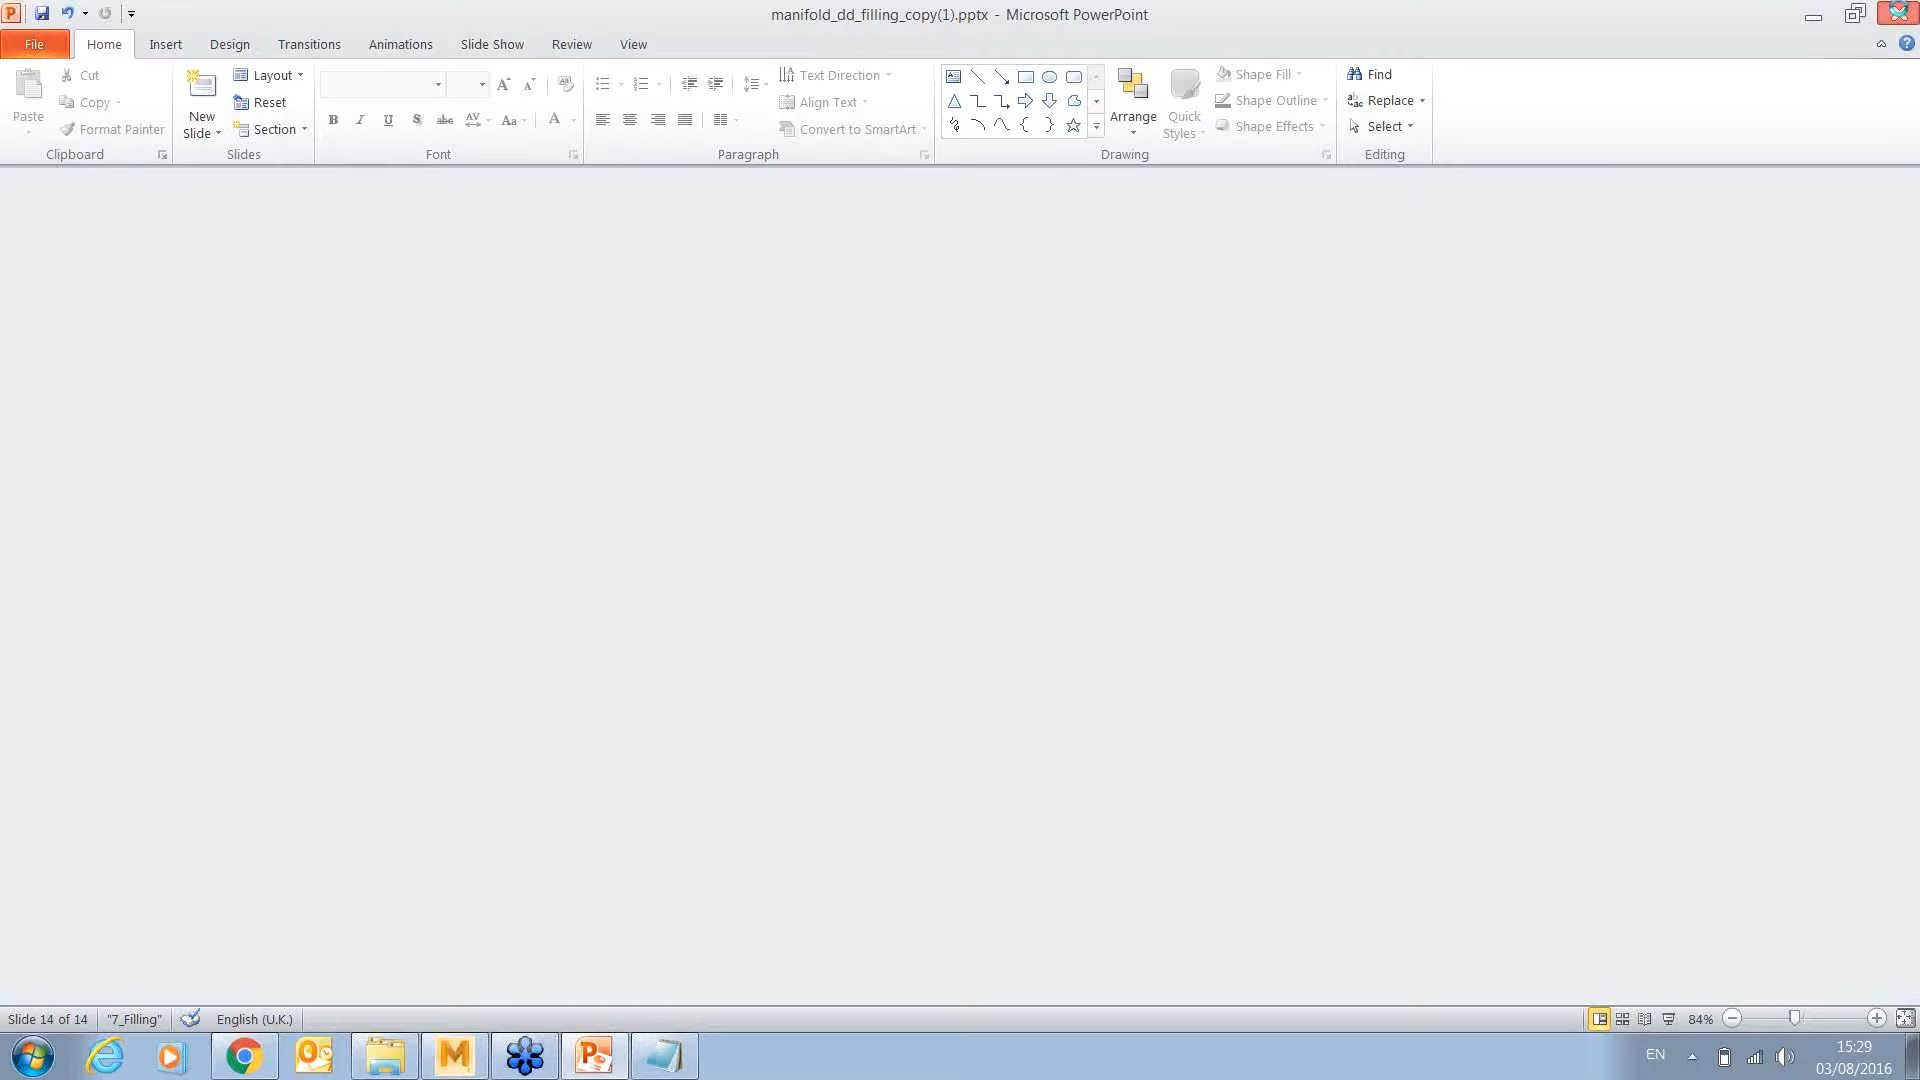 manifold_dd_filling_copy(1).pptx - Microsoft PowerPoint
File Home Insert Design Transitions Animations Slide Show Review View
Paste
Cut
Copy
Format Painter
Clipboard
New
Slide
Layout
Reset
Section
Slides
B I U S abc AV Aa A
Font
Text Direction
Align Text
Convert to SmartArt
Paragraph
Arrange
Quick
Styles
Shape Fill
Shape Outline
Shape Effects
Drawing
Find
Replace
Select
Editing
Slide 14 of 14 "7_Filling" English (U.K.) 84%
EN 15:29
03/08/2016